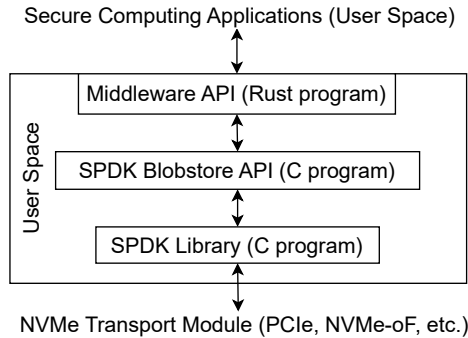 Secure Computing Applications (User Space)
Middleware API (Rust program)
User Space
SPDK Blobstore API (C program)
SPDK Library (C program)
NVMe Transport Module (PCIe, NVMe-oF, etc.)